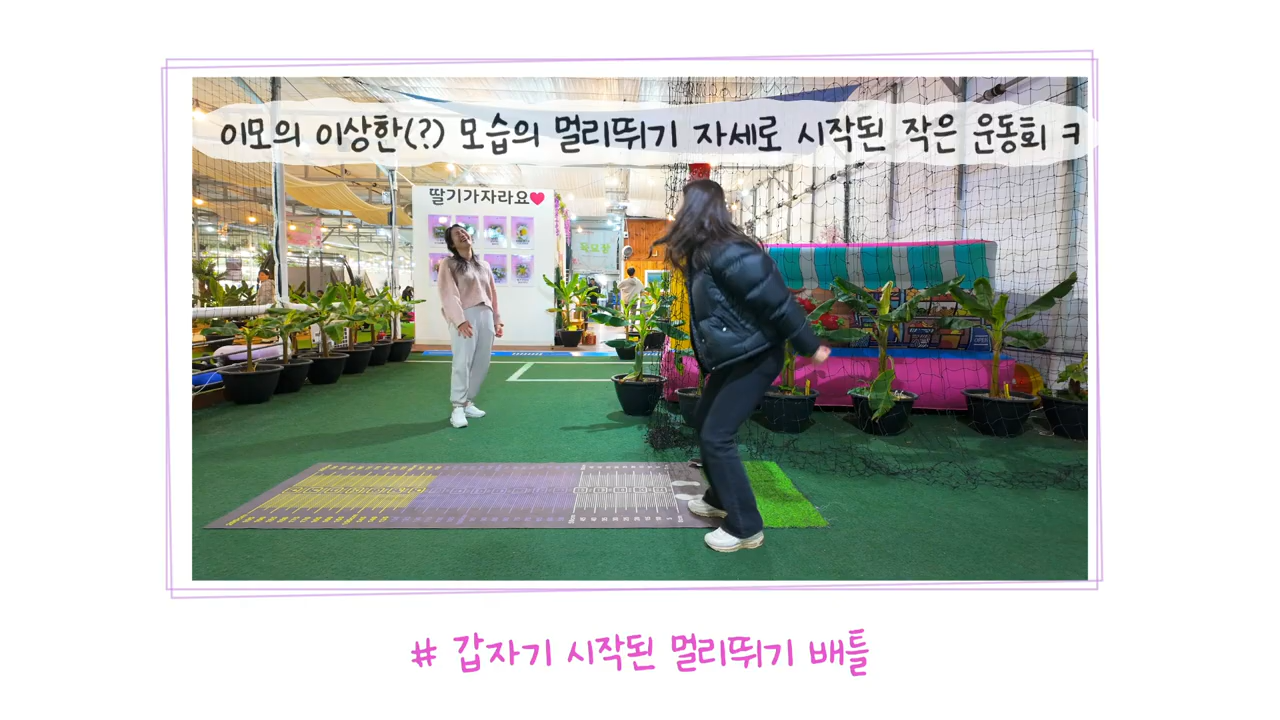 이모의 이상한(?) 모습의 멀리뛰기 자세로 시작된 작은 운동회 ㅋ
딸기가자라요❤
# 갑자기 시작된 멀리뛰기 배틀